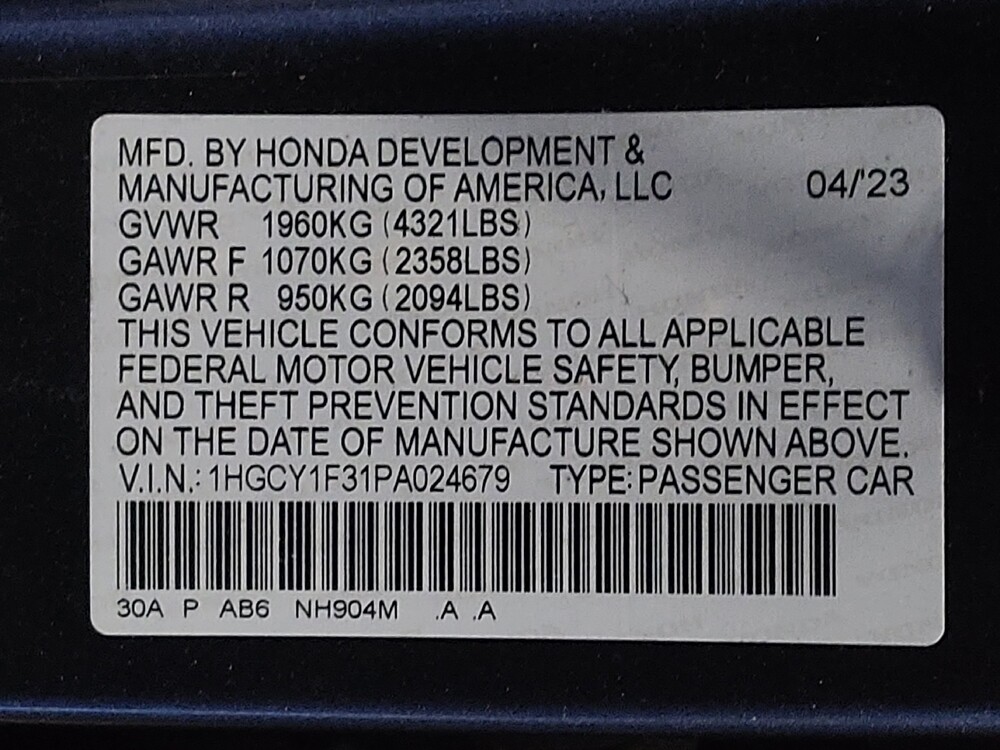 MFD. BY HONDA DEVELOPMENT &
MANUFACTURING OF AMERICA, LLC 04/'23
GVWR 1960KG (4321LBS)
GAWR F 1070KG (2358LBS)
GAWR R 950KG (2094LBS)
THIS VEHICLE CONFORMS TO ALL APPLICABLE
FEDERAL MOTOR VEHICLE SAFETY, BUMPER,
AND THEFT PREVENTION STANDARDS IN EFFECT
ON THE DATE OF MANUFACTURE SHOWN ABOVE.
V.I.N.: 1HGCY1F31PA024679 TYPE: PASSENGER CAR
30A P AB6 NH904M .A .A